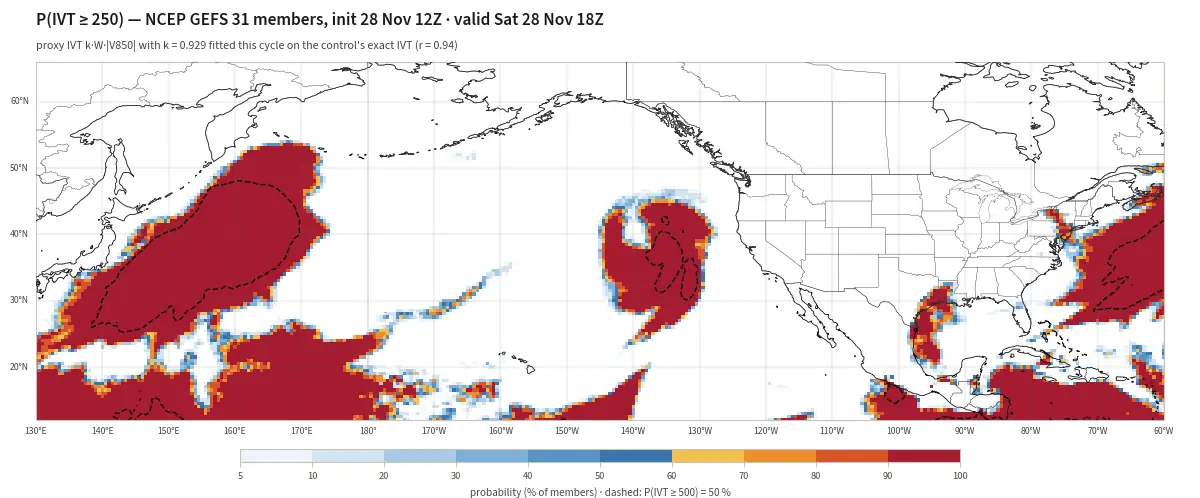 P(IVT ≥ 250) — NCEP GEFS 31 members, init 28 Nov 12Z · valid Sat 28 Nov 18Z
proxy IVT k·W·|V850| with k = 0.929 fitted this cycle on the control's exact IVT (r = 0.94)
60°N
50°N
40°N
30°N
20°N
130°E 140°E 150°E 160°E 170°E 180° 170°W 160°W 150°W 140°W 130°W 120°W 110°W 100°W 90°W 80°W 70°W 60°W
5 10 20 30 40 50 60 70 80 90 100
probability (% of members) · dashed: P(IVT ≥ 500) = 50 %